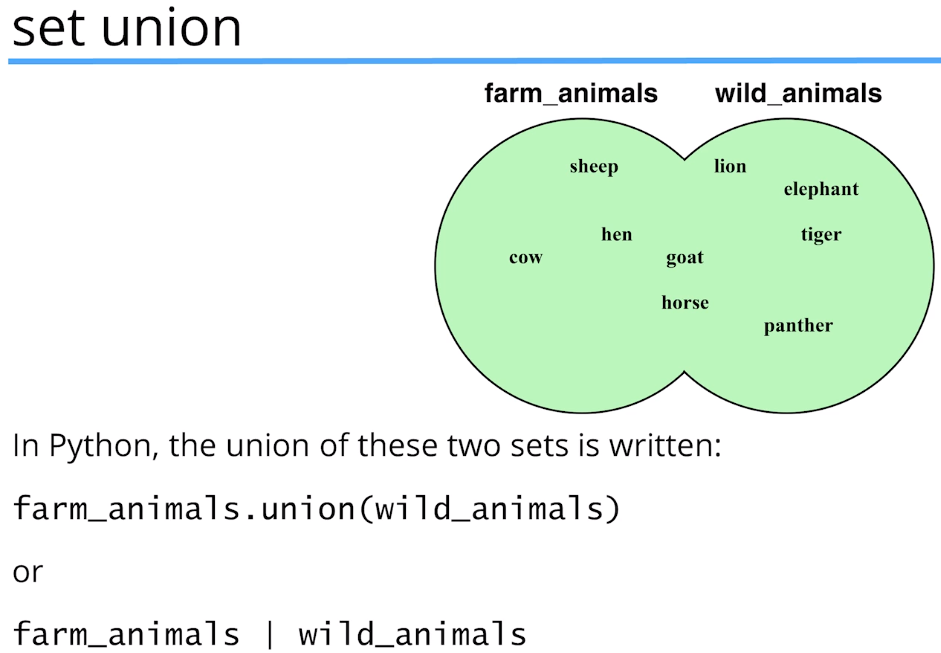 set union
farm_animals wild_animals
sheep lion
elephant
hen tiger
cow goat
horse
panther
In Python, the union of these two sets is written:
farm_animals.union(wild_animals)
or
farm_animals | wild_animals